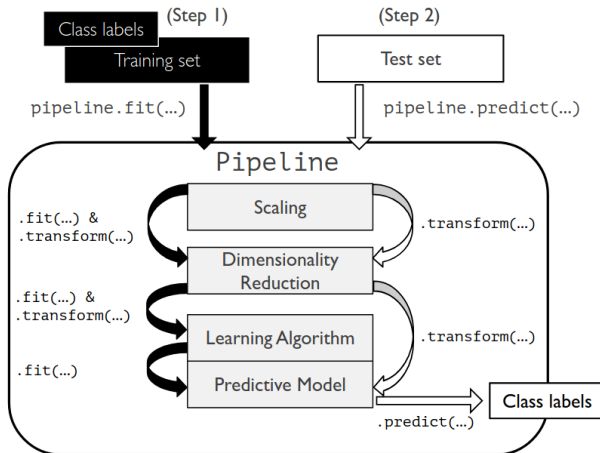 (Step 1)
(Step 2)
Class labels
Training set
Test set
pipeline.fit(…)
pipeline.predict(…)
Pipeline
Scaling
.fit(…) &
.transform(…)
.transform(…)
Dimensionality
Reduction
.fit(…) &
.transform(…)
Learning Algorithm
.transform(…)
.fit(…)
Predictive Model
.predict(…)
Class labels